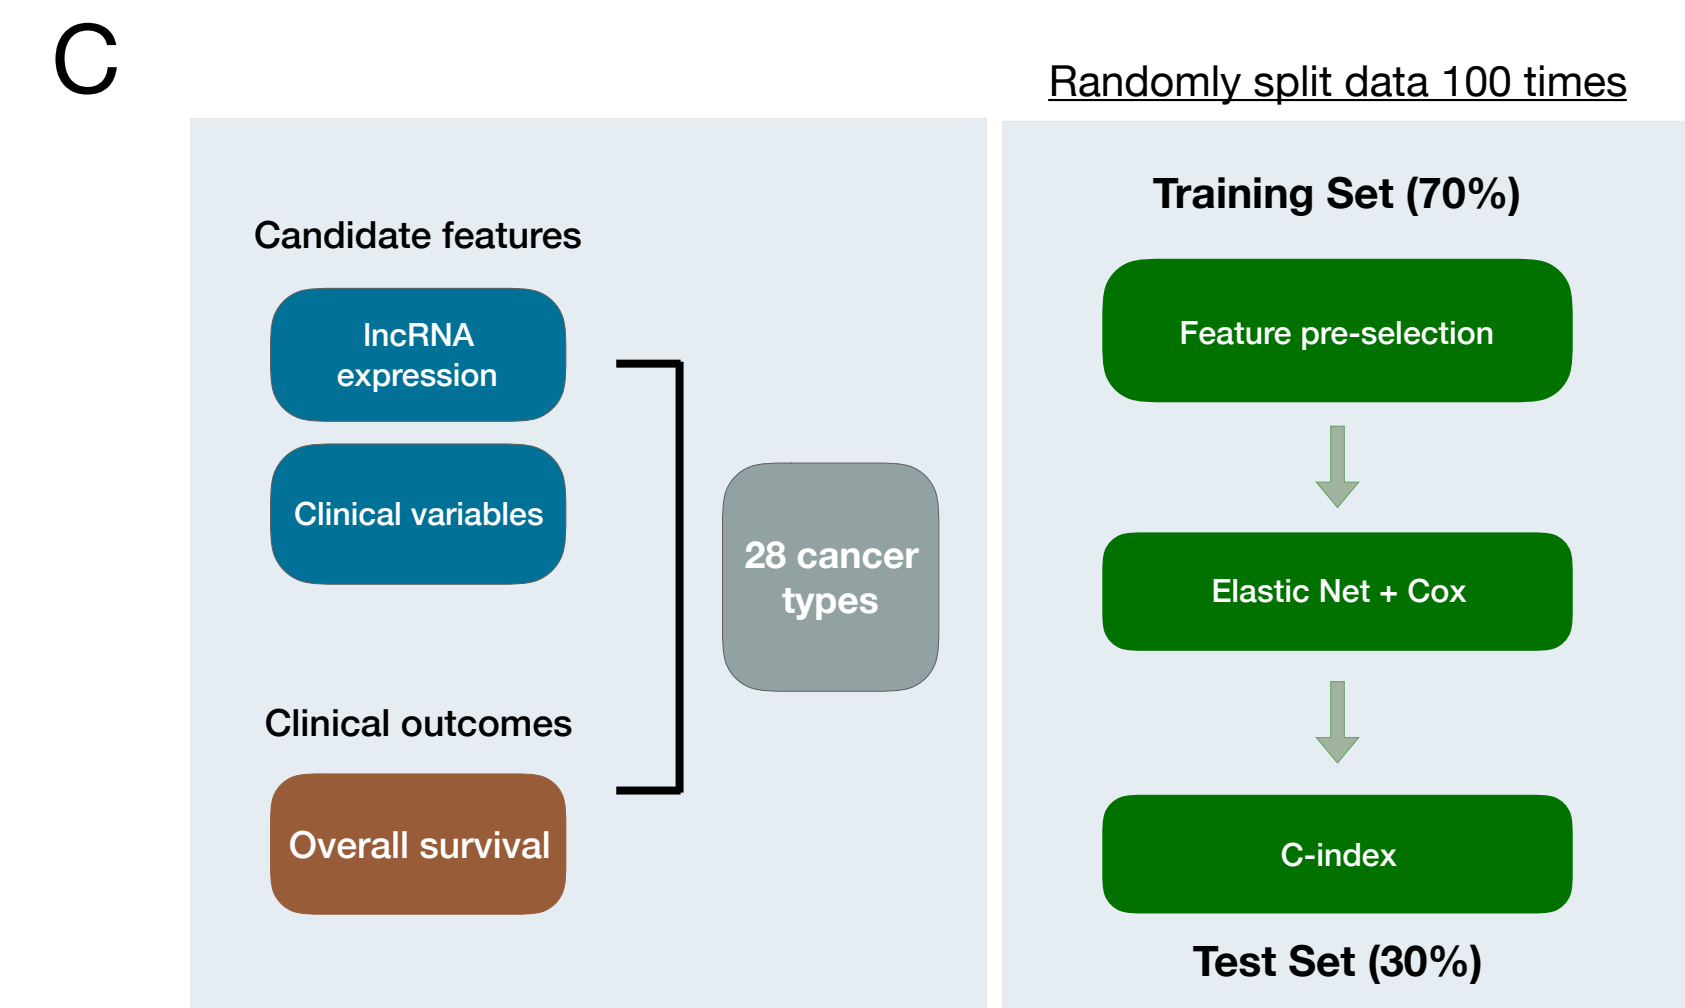 C
Candidate features
lncRNA
expression
Clinical variables
Clinical outcomes
Overall survival
28 cancer
types
Randomly split data 100 times
Training Set (70%)
Feature pre-selection
Elastic Net + Cox
C-index
Test Set (30%)